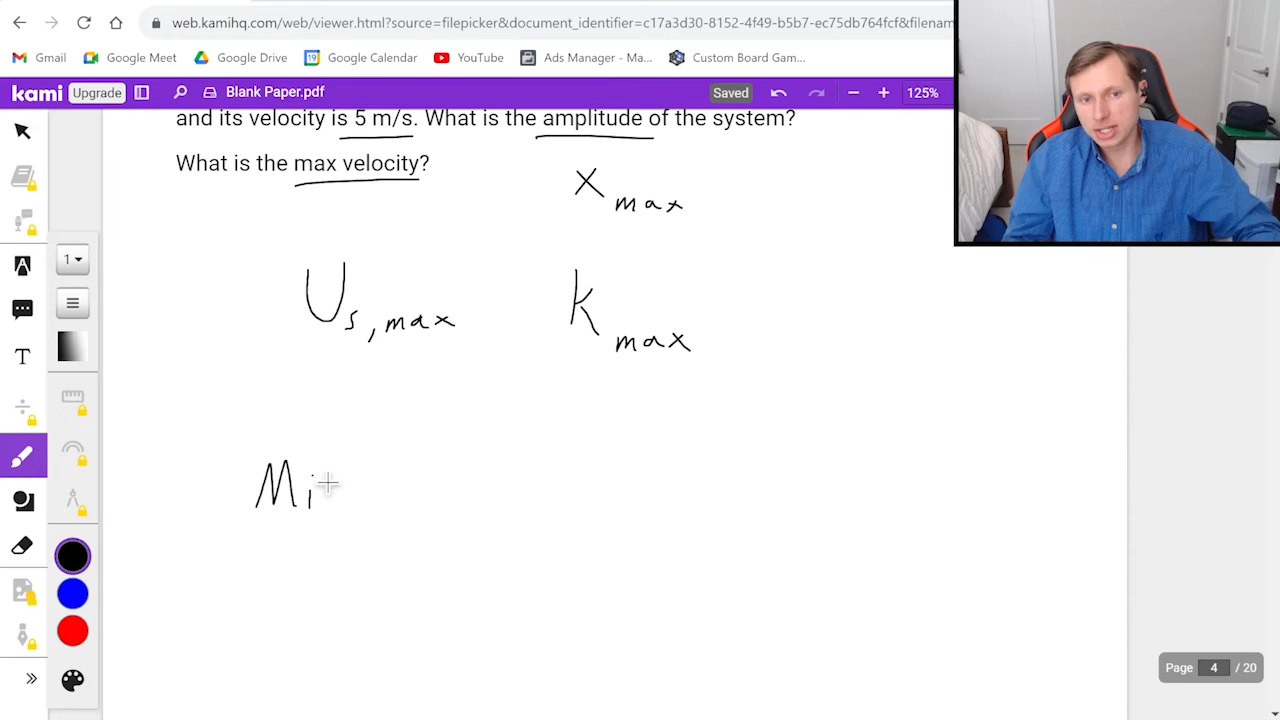 web.kamihq.com/web/viewer.html?source=filepicker&document_identifier=c17a3d30-8152-4f49-b5b7-ec75db764fcf&filenam
Gmail Google Meet Google Drive 19 Google Calendar YouTube Ads Manager - Ma... Custom Board Gam...
kami Upgrade Blank Paper.pdf Saved 125%
and its velocity is 5 m/s. What is the amplitude of the system?
What is the max velocity?
x max
1
U s, max K max
T
Mi
Page 4 / 20